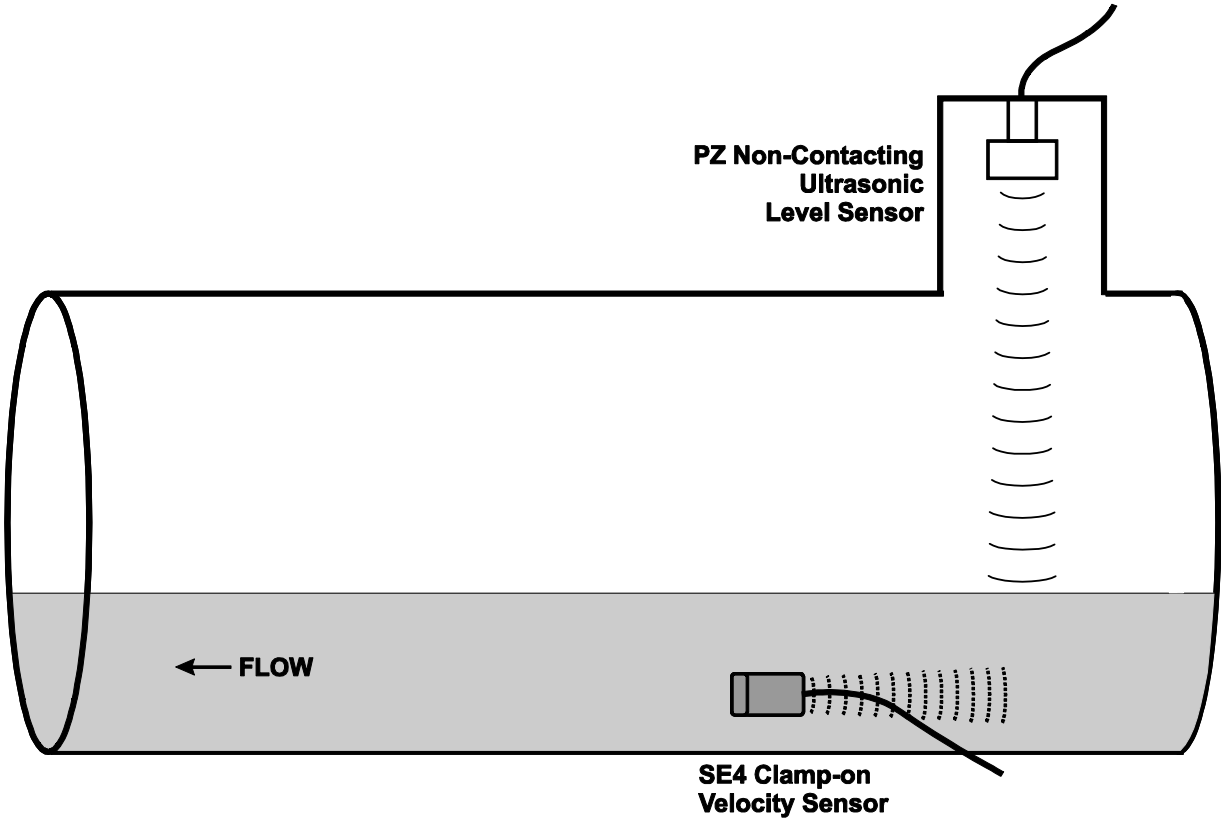 PZ Non-Contacting
Ultrasonic
Level Sensor
FLOW
SE4 Clamp-on
Velocity Sensor